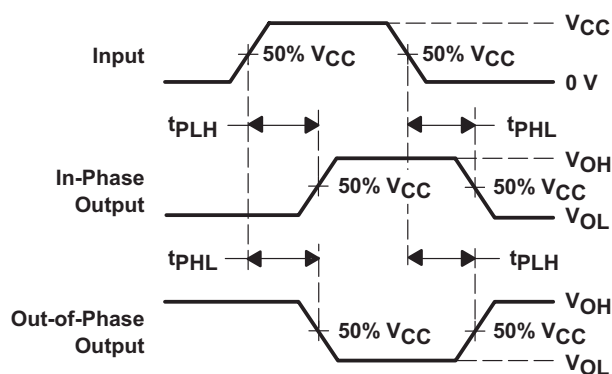 VCC
Input
50% VCC
50% VCC
0 V
tPLH
tPHL
In-Phase
Output
50% VCC
VOH
50% VCC
VOL
tPHL
tPLH
Out-of-Phase
Output
50% VCC
VOH
50% VCC
VOL